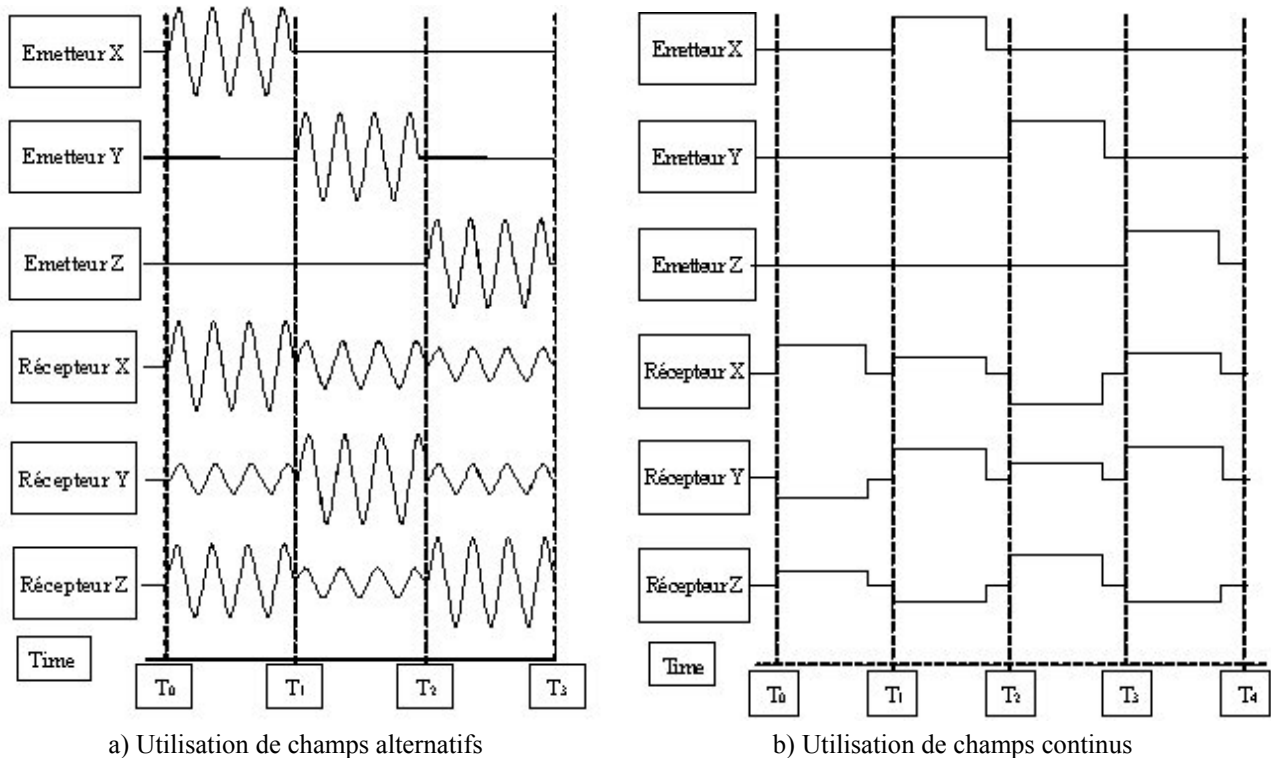 Emetteur X
Emetteur Y
Emetteur Z
Récepteur X
Récepteur Y
Récepteur Z
Time
T0 T1 T2 T3
a) Utilisation de champs alternatifs
Emetteur X
Emetteur Y
Emetteur Z
Récepteur X
Récepteur Y
Récepteur Z
Time
T0 T1 T2 T3 T4
b) Utilisation de champs continus